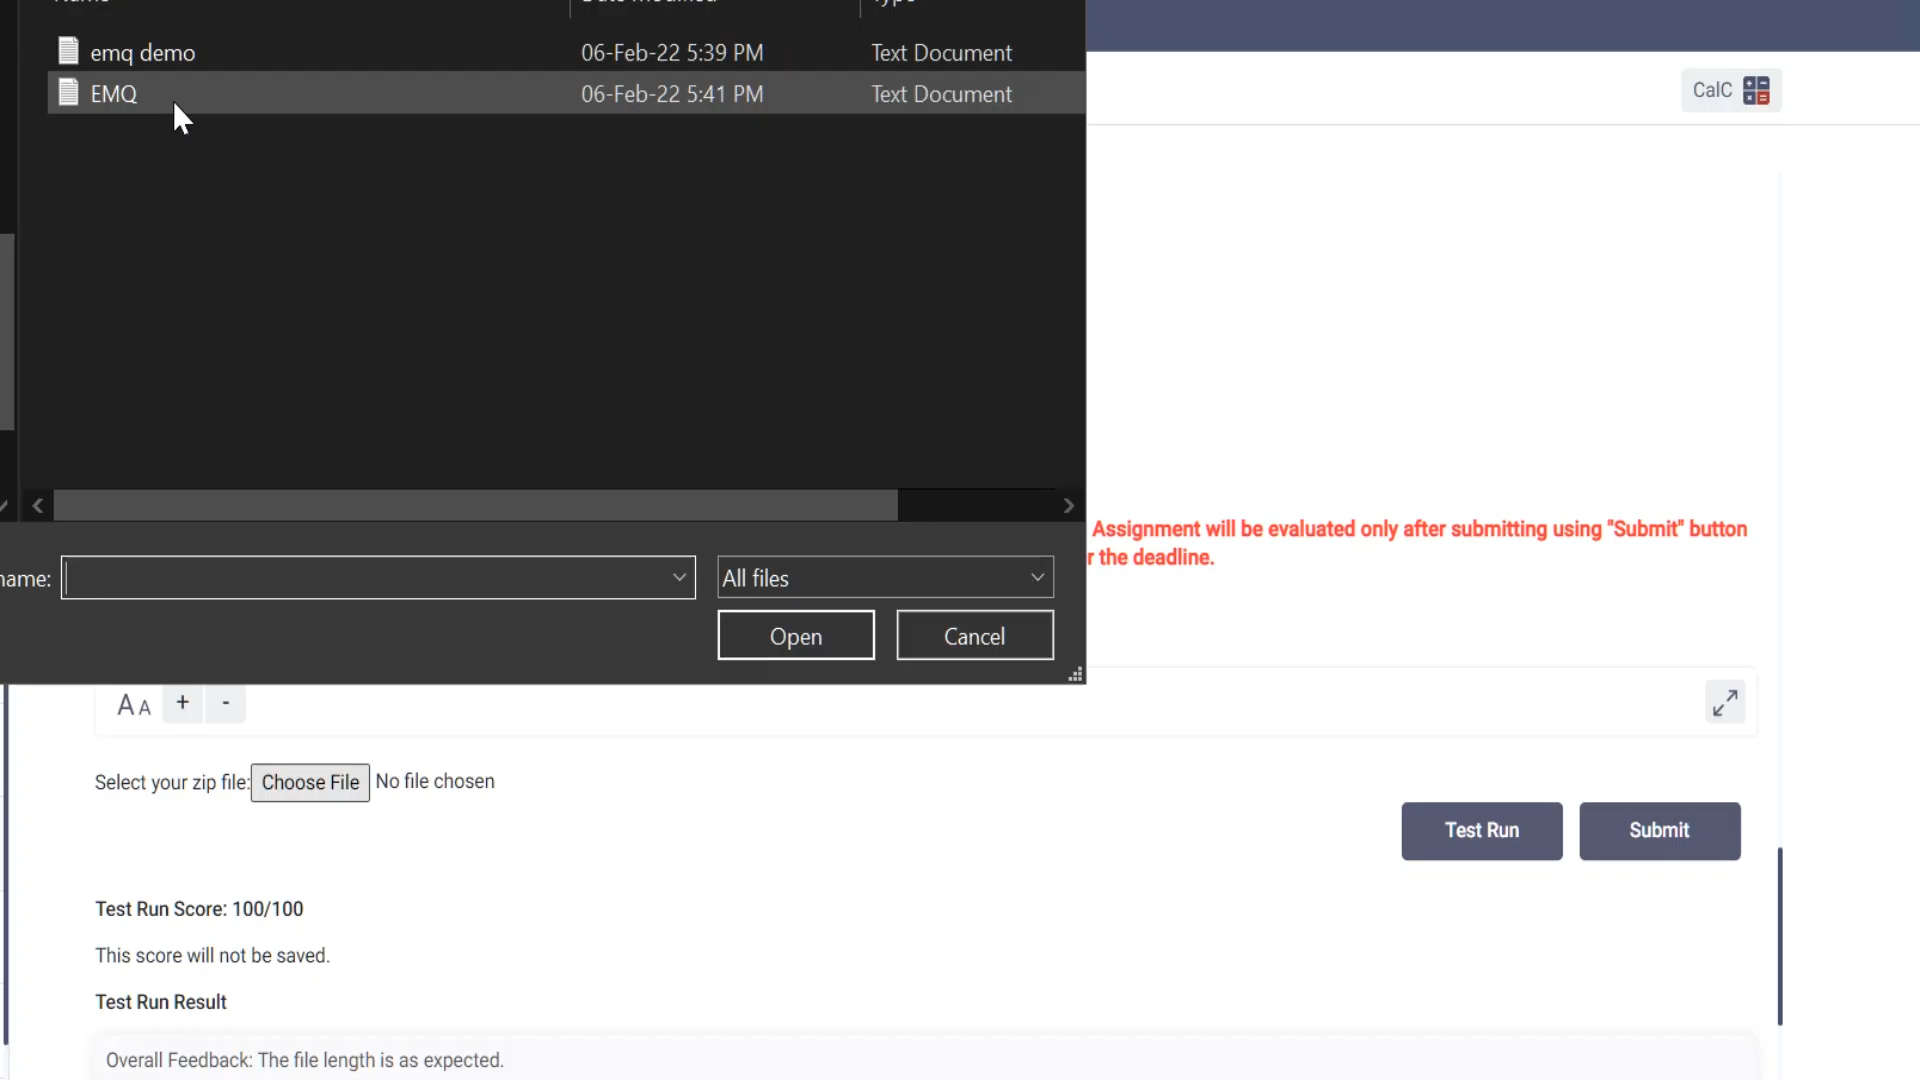 emq demo 06-Feb-22 5:39 PM Text Document
EMQ 06-Feb-22 5:41 PM Text Document
CalC
Assignment will be evaluated only after submitting using "Submit" button
r the deadline.
name:
All files
Open Cancel
A A + -
Select your zip file: Choose File No file chosen
Test Run Submit
Test Run Score: 100/100
This score will not be saved.
Test Run Result
Overall Feedback: The file length is as expected.